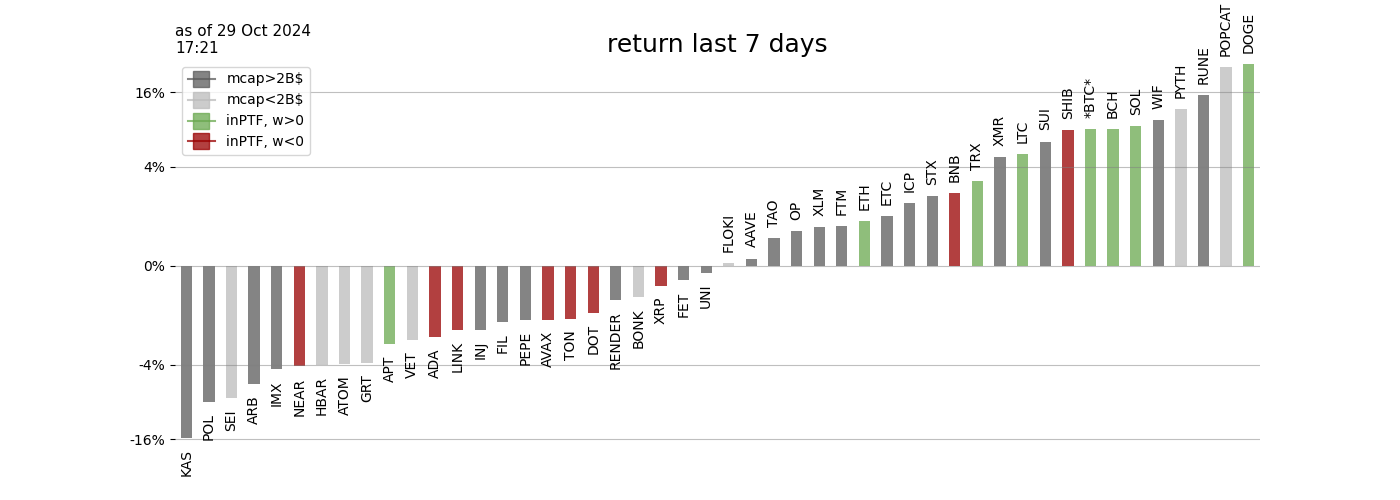 as of 29 Oct 2024
17:21
return last 7 days
mcap>2B$
mcap<2B$
inPTF, w>0
inPTF, w<0
16%
4%
0%
-4%
-16%
KAS
POL
SEI
ARB
IMX
NEAR
HBAR
ATOM
GRT
APT
VET
ADA
LINK
INJ
FIL
PEPE
AVAX
TON
DOT
RENDER
BONK
XRP
FET
UNI
FLOKI
AAVE
TAO
OP
XLM
FTM
ETH
ETC
ICP
STX
BNB
TRX
XMR
LTC
SUI
SHIB
*BTC*
BCH
SOL
WIF
PYTH
RUNE
POPCAT
DOGE